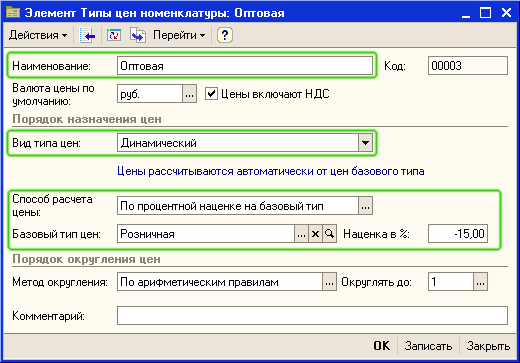 Элемент Типы цен номенклатуры: Оптовая
Действия Перейти ?
Наименование: Оптовая Код: 00003
Валюта цены по умолчанию: руб. ... Цены включают НДС
Порядок назначения цен
Вид типа цен: Динамический
Цены рассчитываются автоматически от цен базового типа
Способ расчета цены: По процентной наценке на базовый тип ...
Базовый тип цен: Розничная ... Наценка в %: -15,00
Порядок округления цен
Метод округления: По арифметическим правилам ... Округлять до: 1 ...
Комментарий:
OK Записать Закрыть